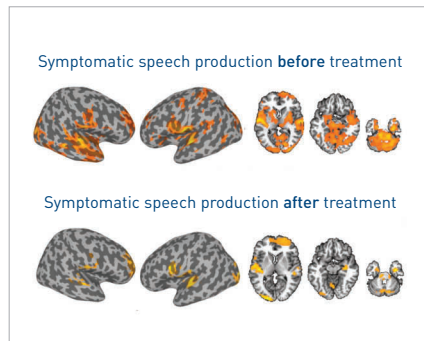 Symptomatic speech production before treatment
Symptomatic speech production after treatment